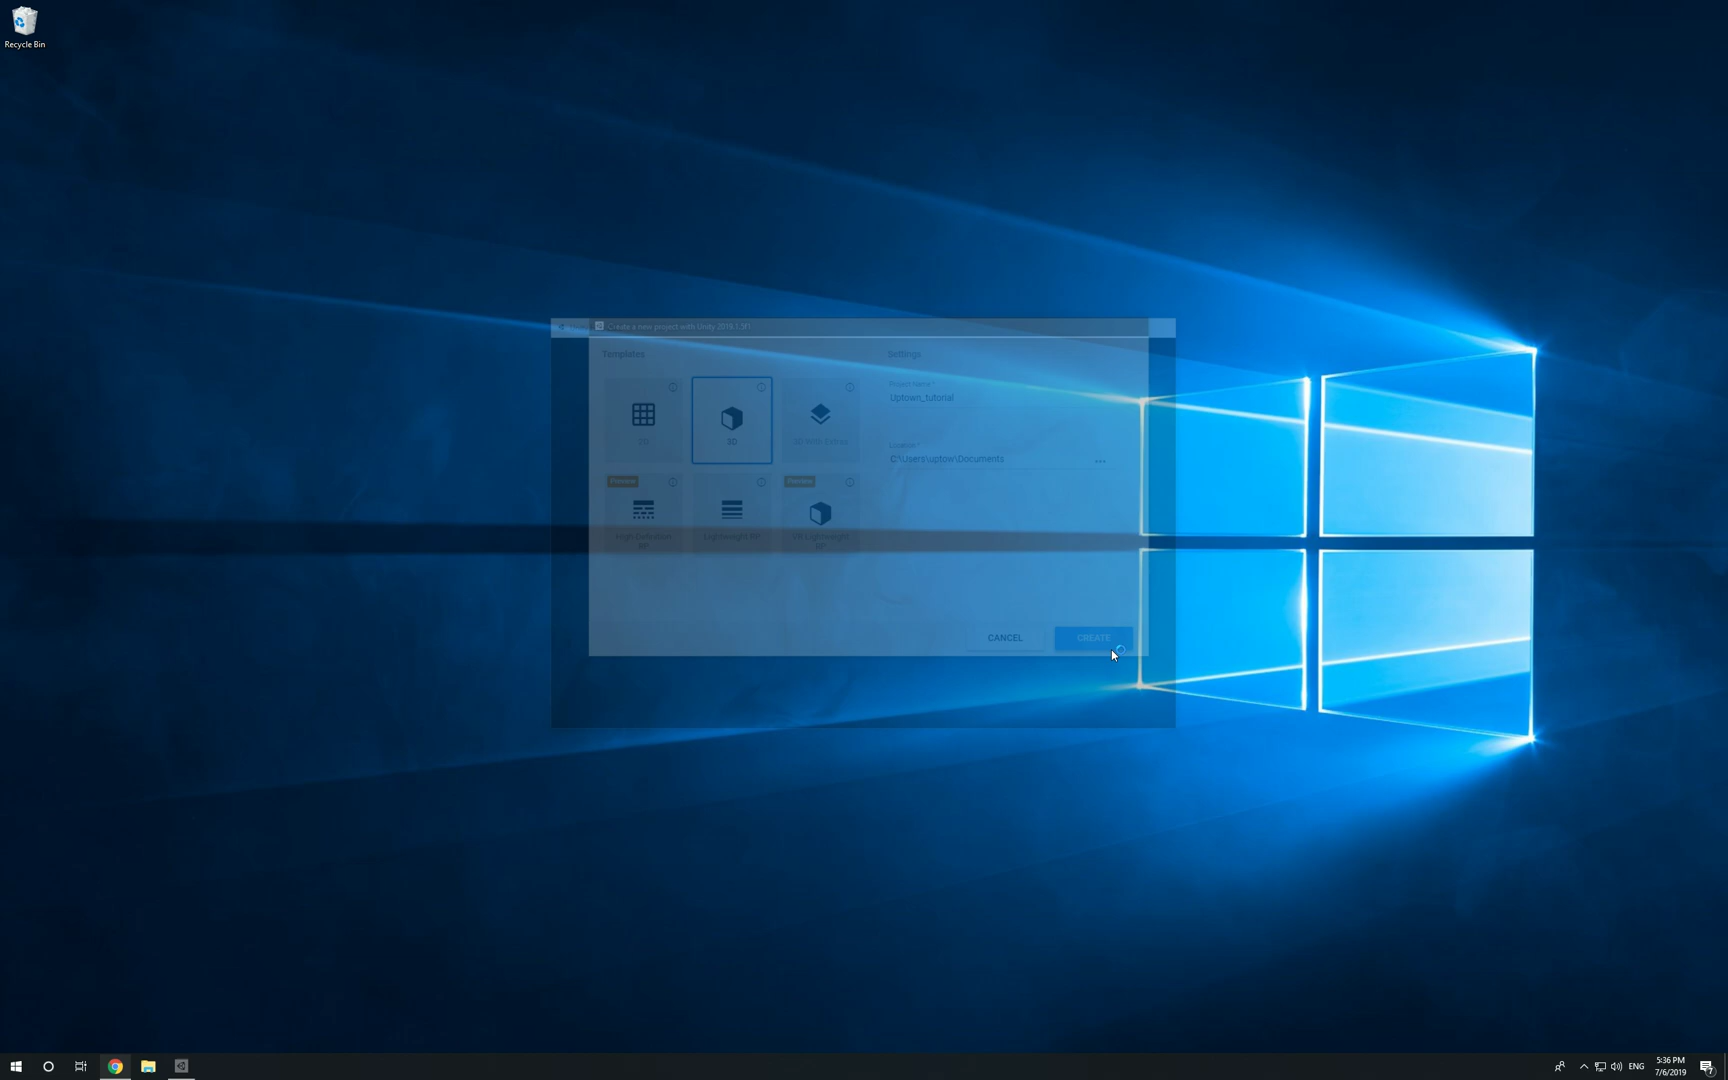 Recycle Bin
Create a new project with Unity 2019.1.5f1
Templates
Settings
2D
3D
3D With Extras
Project Name *
Uptown_tutorial
Location *
C:\Users\uptow\Documents
...
Preview
Preview
High-Definition
RP
Lightweight RP
VR Lightweight
RP
CANCEL
CREATE
ENG
5:36 PM
7/6/2019
7